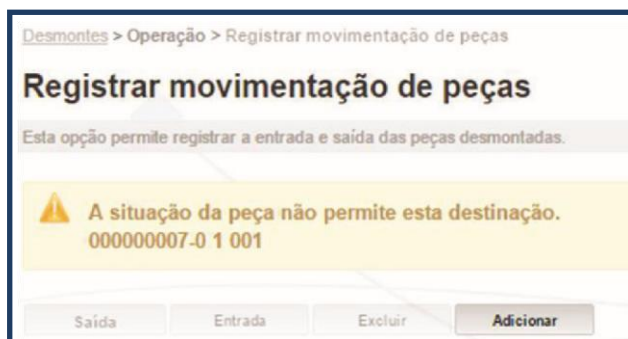 Desmontes > Operação > Registrar movimentação de peças
Registrar movimentação de peças
Esta opção permite registrar a entrada e saída das peças desmontadas.
A situação da peça não permite esta destinação.
000000007-0 1 001
Saída Entrada Excluir Adicionar